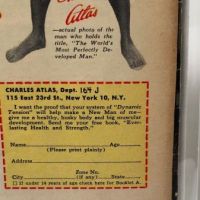 Charles
Atlas
—actual photo of the
man who holds the
title, "The World's
Most Perfectly De-
veloped Man."
CHARLES ATLAS, Dept. 164 J
115 East 23rd St., New York 10, N.Y.
I want the proof that your system of "Dynamic
Tension" will help make a New Man of me—
give me a healthy, husky body and big muscular
development. Send me your free book, "Ever-
lasting Health and Strength."
Name Age
(Please print plainly)
Address
Zone No.
City (if any) State
If under 14 years of age check here for Booklet A.